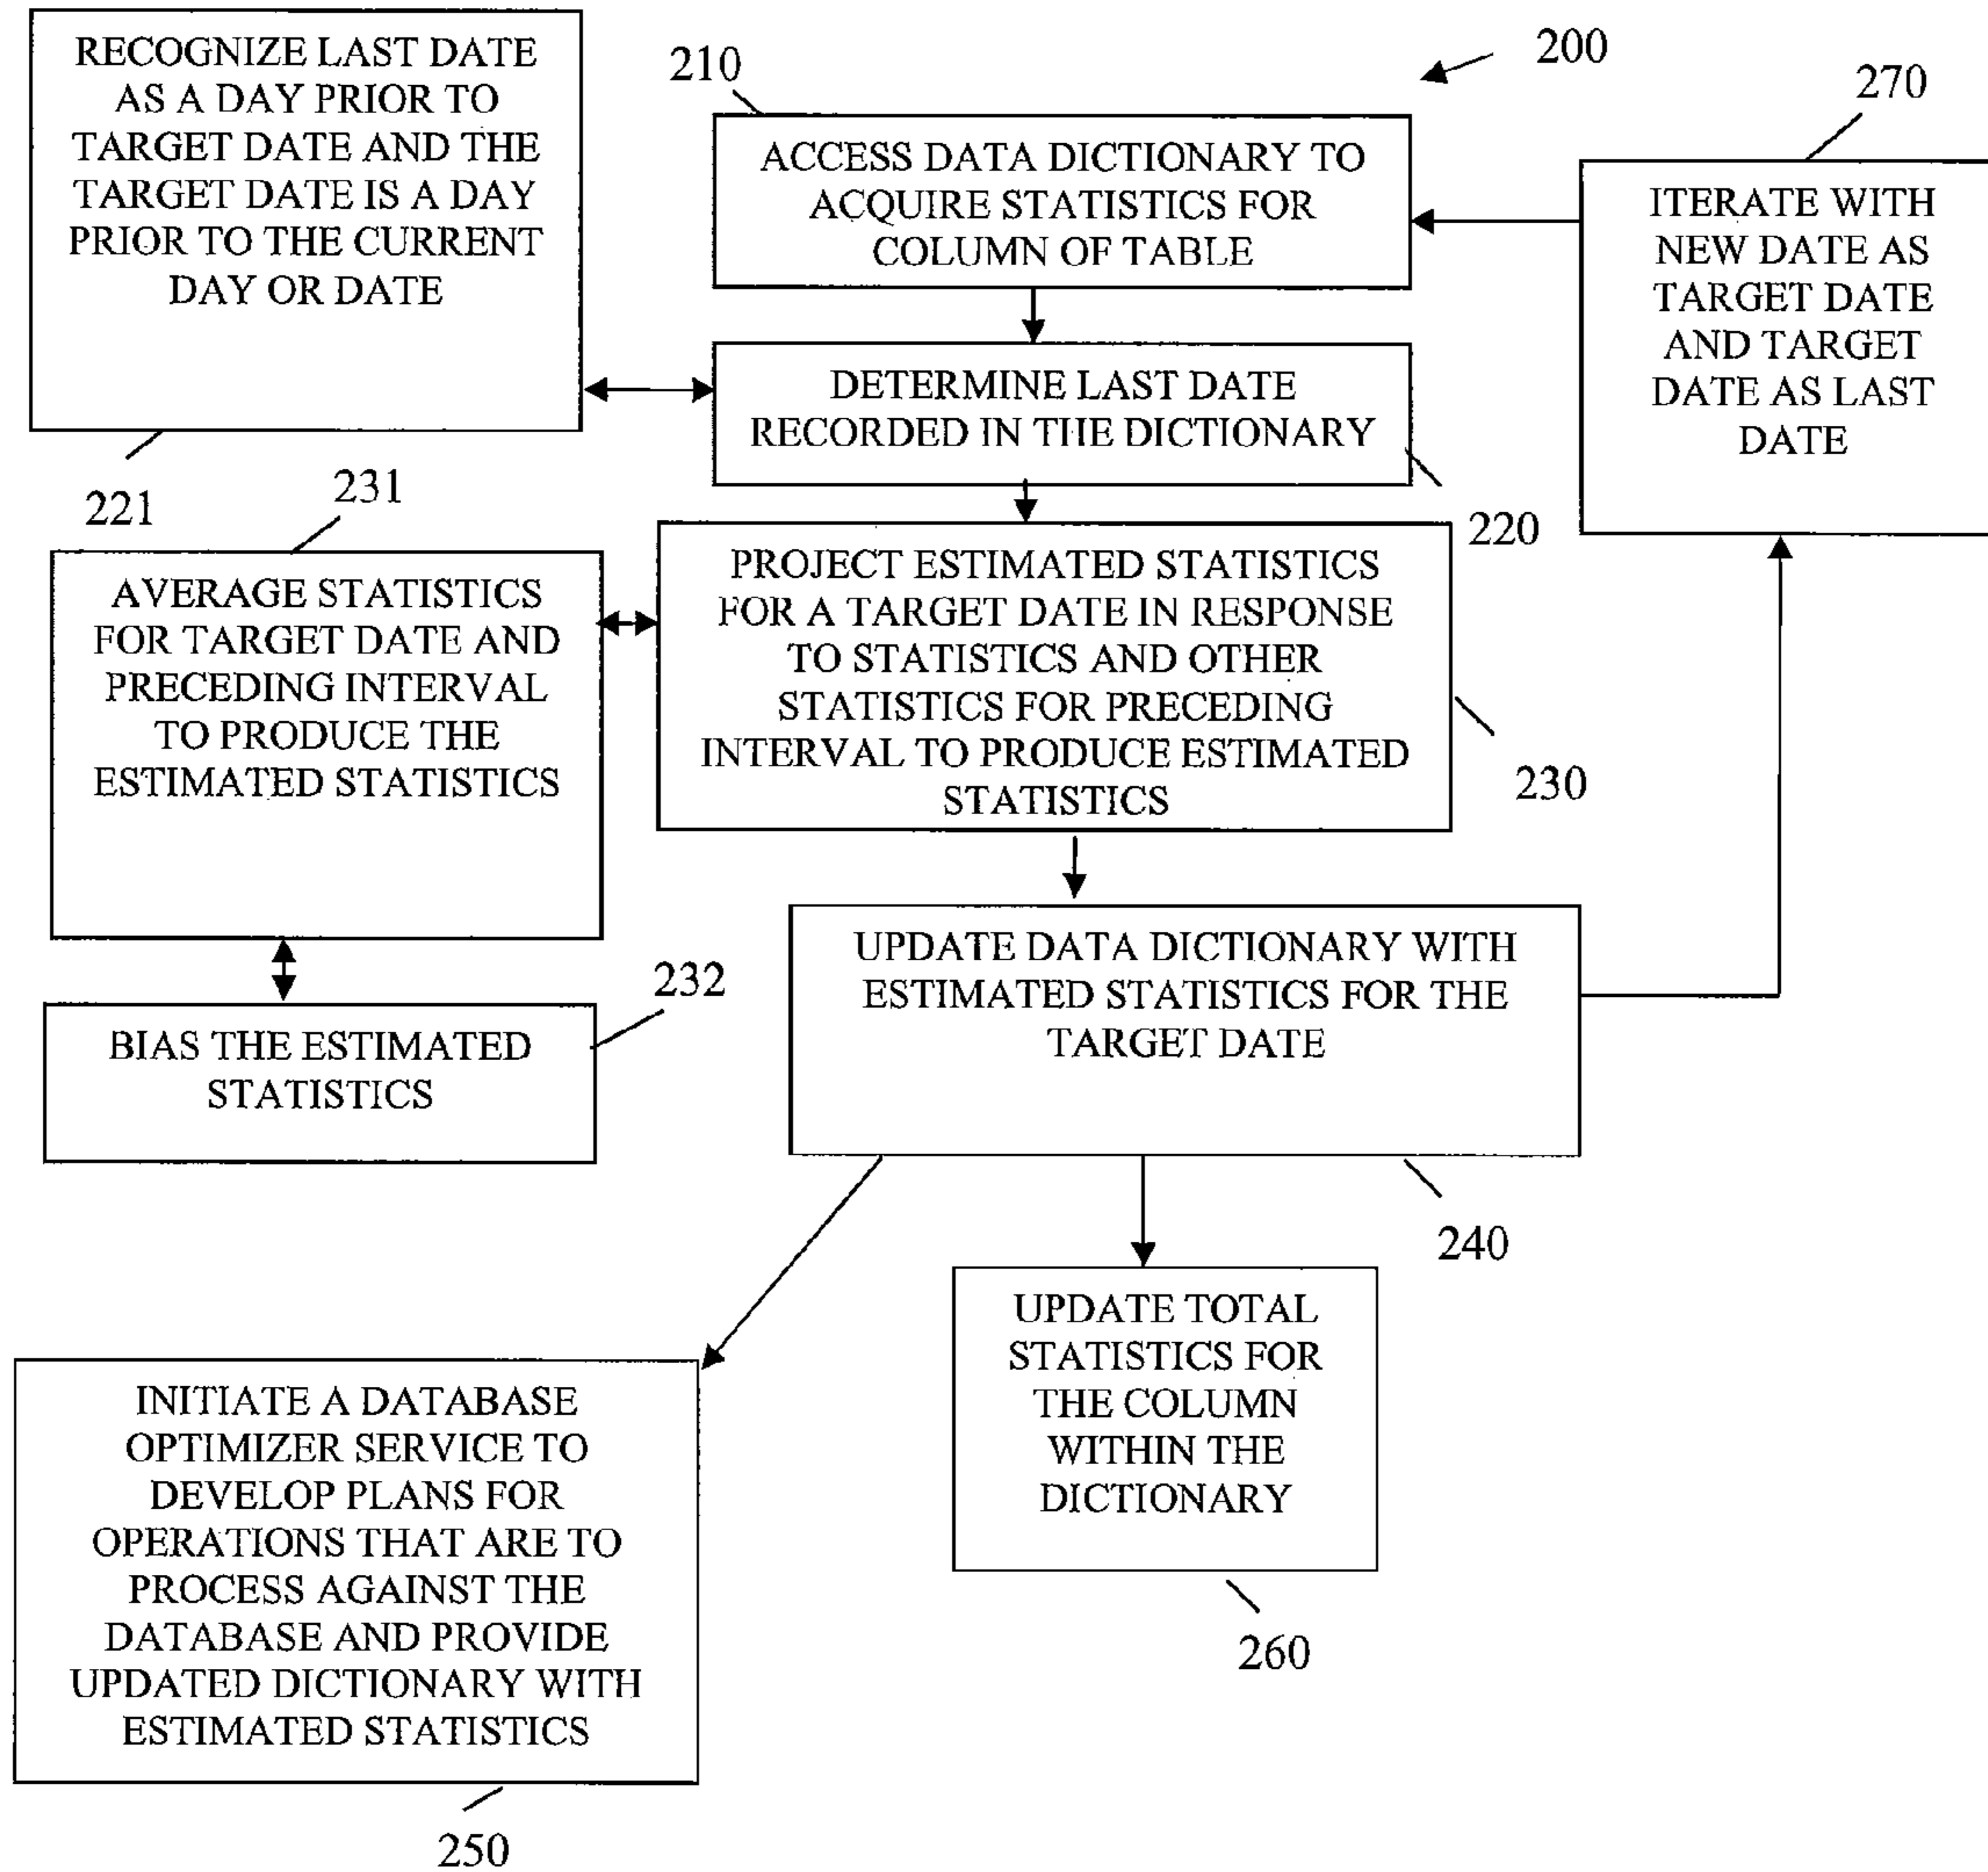 200
210
270
RECOGNIZE LAST DATE
AS A DAY PRIOR TO
TARGET DATE AND THE
TARGET DATE IS A DAY
PRIOR TO THE CURRENT
DAY OR DATE
221
ACCESS DATA DICTIONARY TO
ACQUIRE STATISTICS FOR
COLUMN OF TABLE
ITERATE WITH
NEW DATE AS
TARGET DATE
AND TARGET
DATE AS LAST
DATE
DETERMINE LAST DATE
RECORDED IN THE DICTIONARY
220
231
AVERAGE STATISTICS
FOR TARGET DATE AND
PRECEDING INTERVAL
TO PRODUCE THE
ESTIMATED STATISTICS
PROJECT ESTIMATED STATISTICS
FOR A TARGET DATE IN RESPONSE
TO STATISTICS AND OTHER
STATISTICS FOR PRECEDING
INTERVAL TO PRODUCE ESTIMATED
STATISTICS
230
232
BIAS THE ESTIMATED
STATISTICS
UPDATE DATA DICTIONARY WITH
ESTIMATED STATISTICS FOR THE
TARGET DATE
240
UPDATE TOTAL
STATISTICS FOR
THE COLUMN
WITHIN THE
DICTIONARY
260
INITIATE A DATABASE
OPTIMIZER SERVICE TO
DEVELOP PLANS FOR
OPERATIONS THAT ARE TO
PROCESS AGAINST THE
DATABASE AND PROVIDE
UPDATED DICTIONARY WITH
ESTIMATED STATISTICS
250